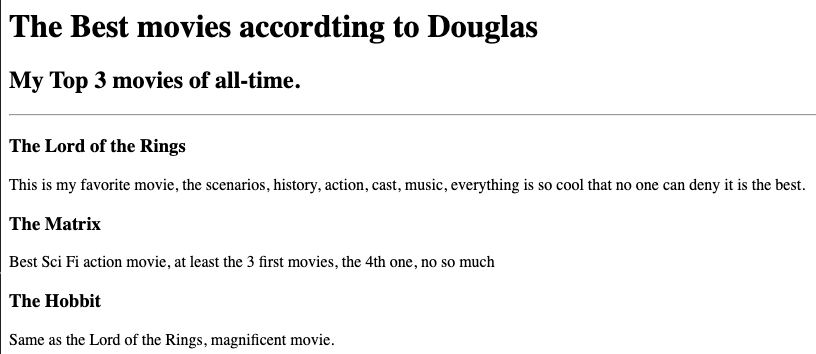 The Best movies accordting to Douglas
My Top 3 movies of all-time.
The Lord of the Rings
This is my favorite movie, the scenarios, history, action, cast, music, everything is so cool that no one can deny it is the best.
The Matrix
Best Sci Fi action movie, at least the 3 first movies, the 4th one, no so much
The Hobbit
Same as the Lord of the Rings, magnificent movie.